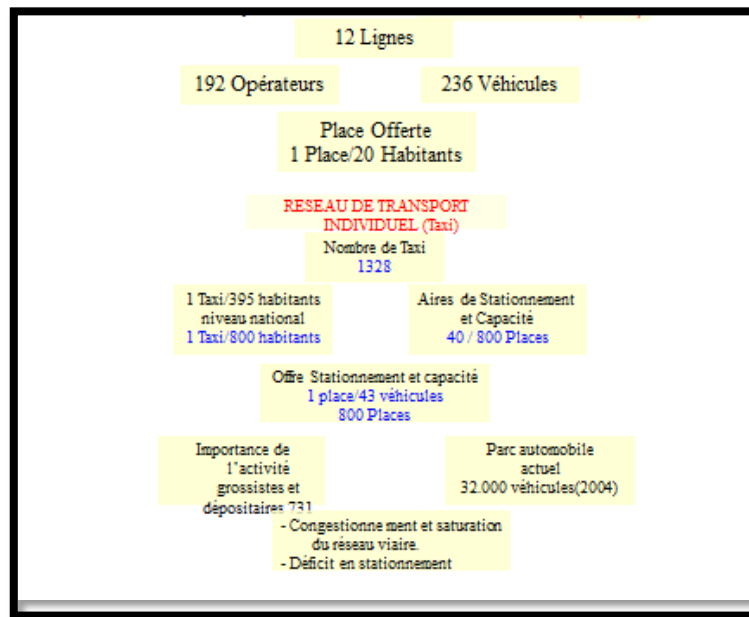 12 Lignes
192 Opérateurs
236 Véhicules
Place Offerte
1 Place/20 Habitants
RESEAU DE TRANSPORT
INDIVIDUEL (Taxi)
Nombre de Taxi
1328
1 Taxi/395 habitants
niveau national
1 Taxi/800 habitants
Aires de Stationnement
et Capacité
40 / 800 Places
Offre Stationnement et capacité
1 place/43 véhicules
800 Places
Importance de
l'activité
grossistes et
dépositaires 731
Parc automobile
actuel
32.000 véhicules(2004)
- Congestionne ment et saturation
du réseau viaire.
- Déficit en stationnement